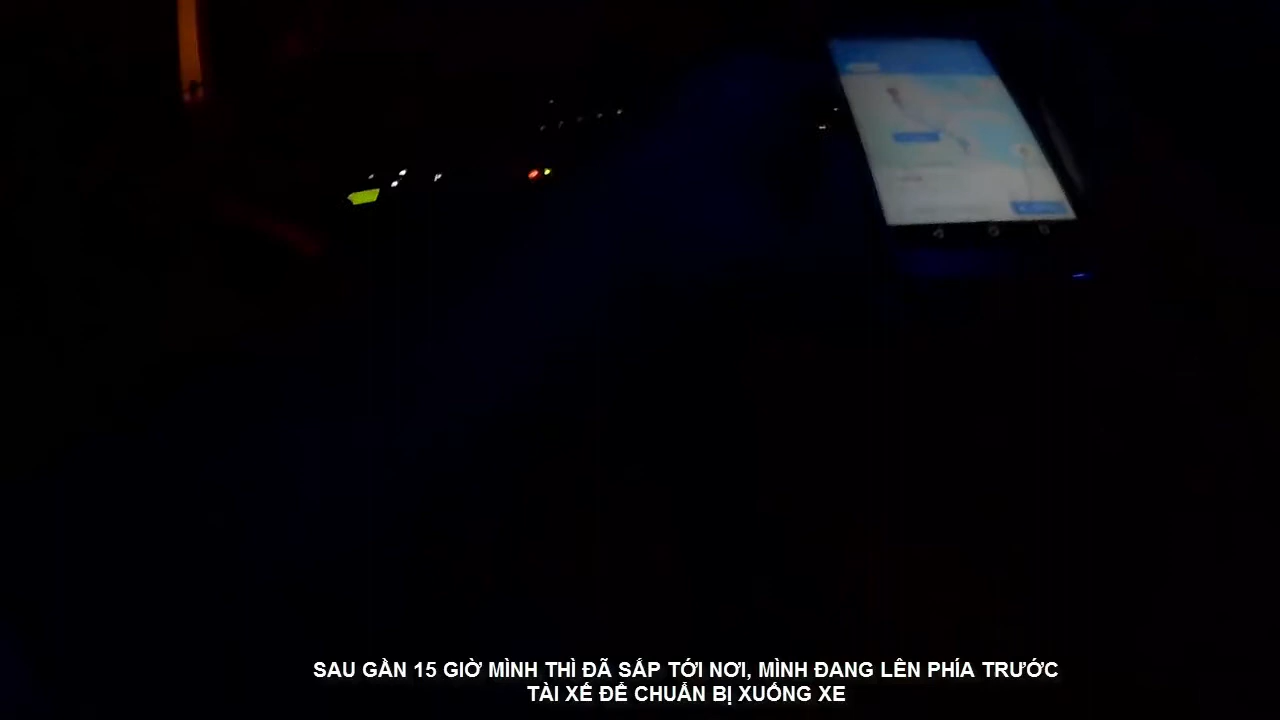 SAU GẦN 15 GIỜ MÌNH THÌ ĐÃ SẮP TỚI NƠI, MÌNH ĐANG LÊN PHÍA TRƯỚC
TÀI XẾ ĐỂ CHUẨN BỊ XUỐNG XE